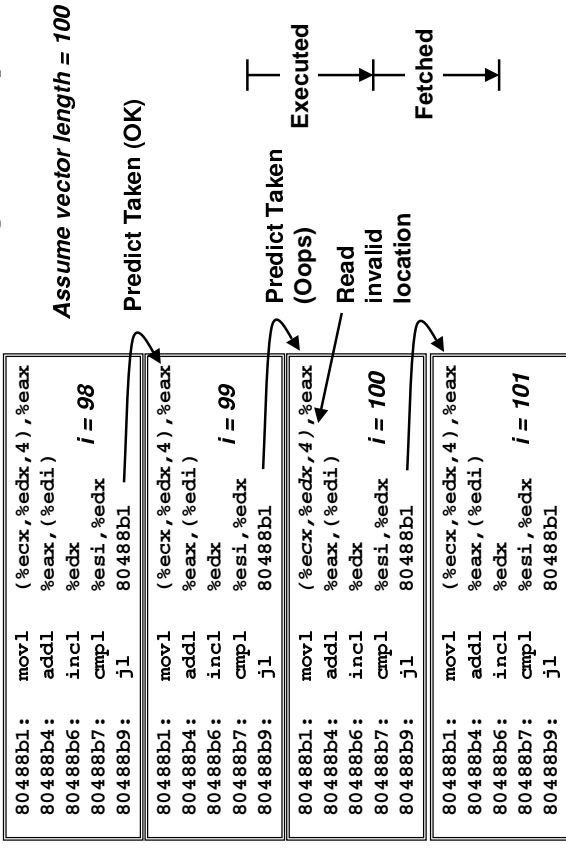 Assume vector length = 100
80488b1: movl (%ecx,%edx,4),%eax
80488b4: addl %eax,(%edi)
80488b6: incl %edx
80488b7: cmpl %esi,%edx i = 98
80488b9: jl 80488b1
Predict Taken (OK)
80488b1: movl (%ecx,%edx,4),%eax
80488b4: addl %eax,(%edi)
80488b6: incl %edx
80488b7: cmpl %esi,%edx i = 99
80488b9: jl 80488b1
Predict Taken
(Oops)
80488b1: movl (%ecx,%edx,4),%eax
80488b4: addl %eax,(%edi)
80488b6: incl %edx
80488b7: cmpl %esi,%edx i = 100
80488b9: jl 80488b1
Read
invalid
location
Executed
80488b1: movl (%ecx,%edx,4),%eax
80488b4: addl %eax,(%edi)
80488b6: incl %edx
80488b7: cmpl %esi,%edx i = 101
80488b9: jl 80488b1
Fetched